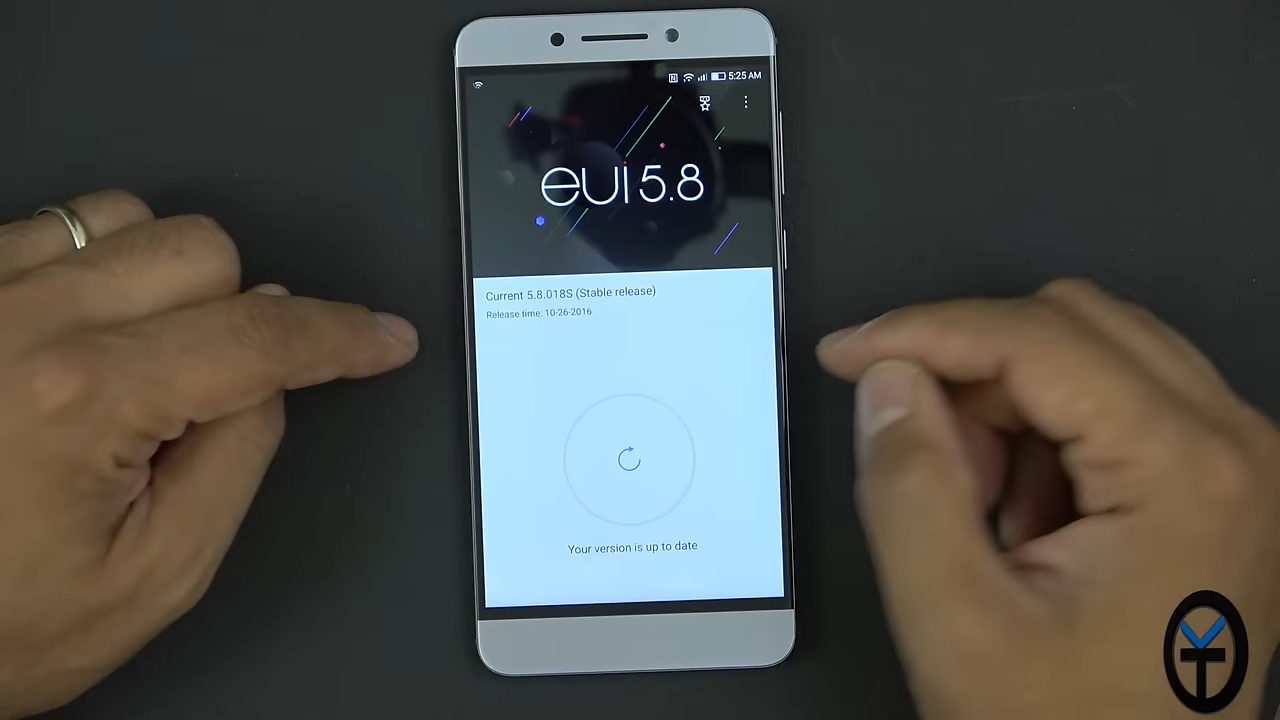 5:25 AM
eui 5.8
Current 5.8.018S (Stable release)
Release time: 10-26-2016
Your version is up to date